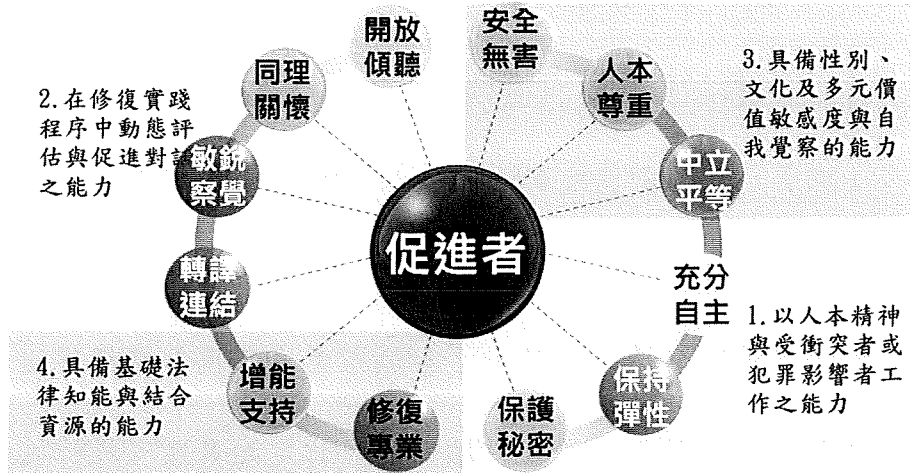 開放
傾聽
安全
無害
同理
關懷
人本
尊重
2.在修復實踐
程序中動態評
估與促進對話
之能力
3.具備性別、
文化及多元價
值敏感度與自
我覺察的能力
敏銳
察覺
中立
平等
促進者
轉譯
連結
充分
自主
1.以人本精神
與受衝突者或
犯罪影響者工
作之能力
4.具備基礎法
律知能與結合
資源的能力
增能
支持
保持
彈性
修復
專業
保護
秘密